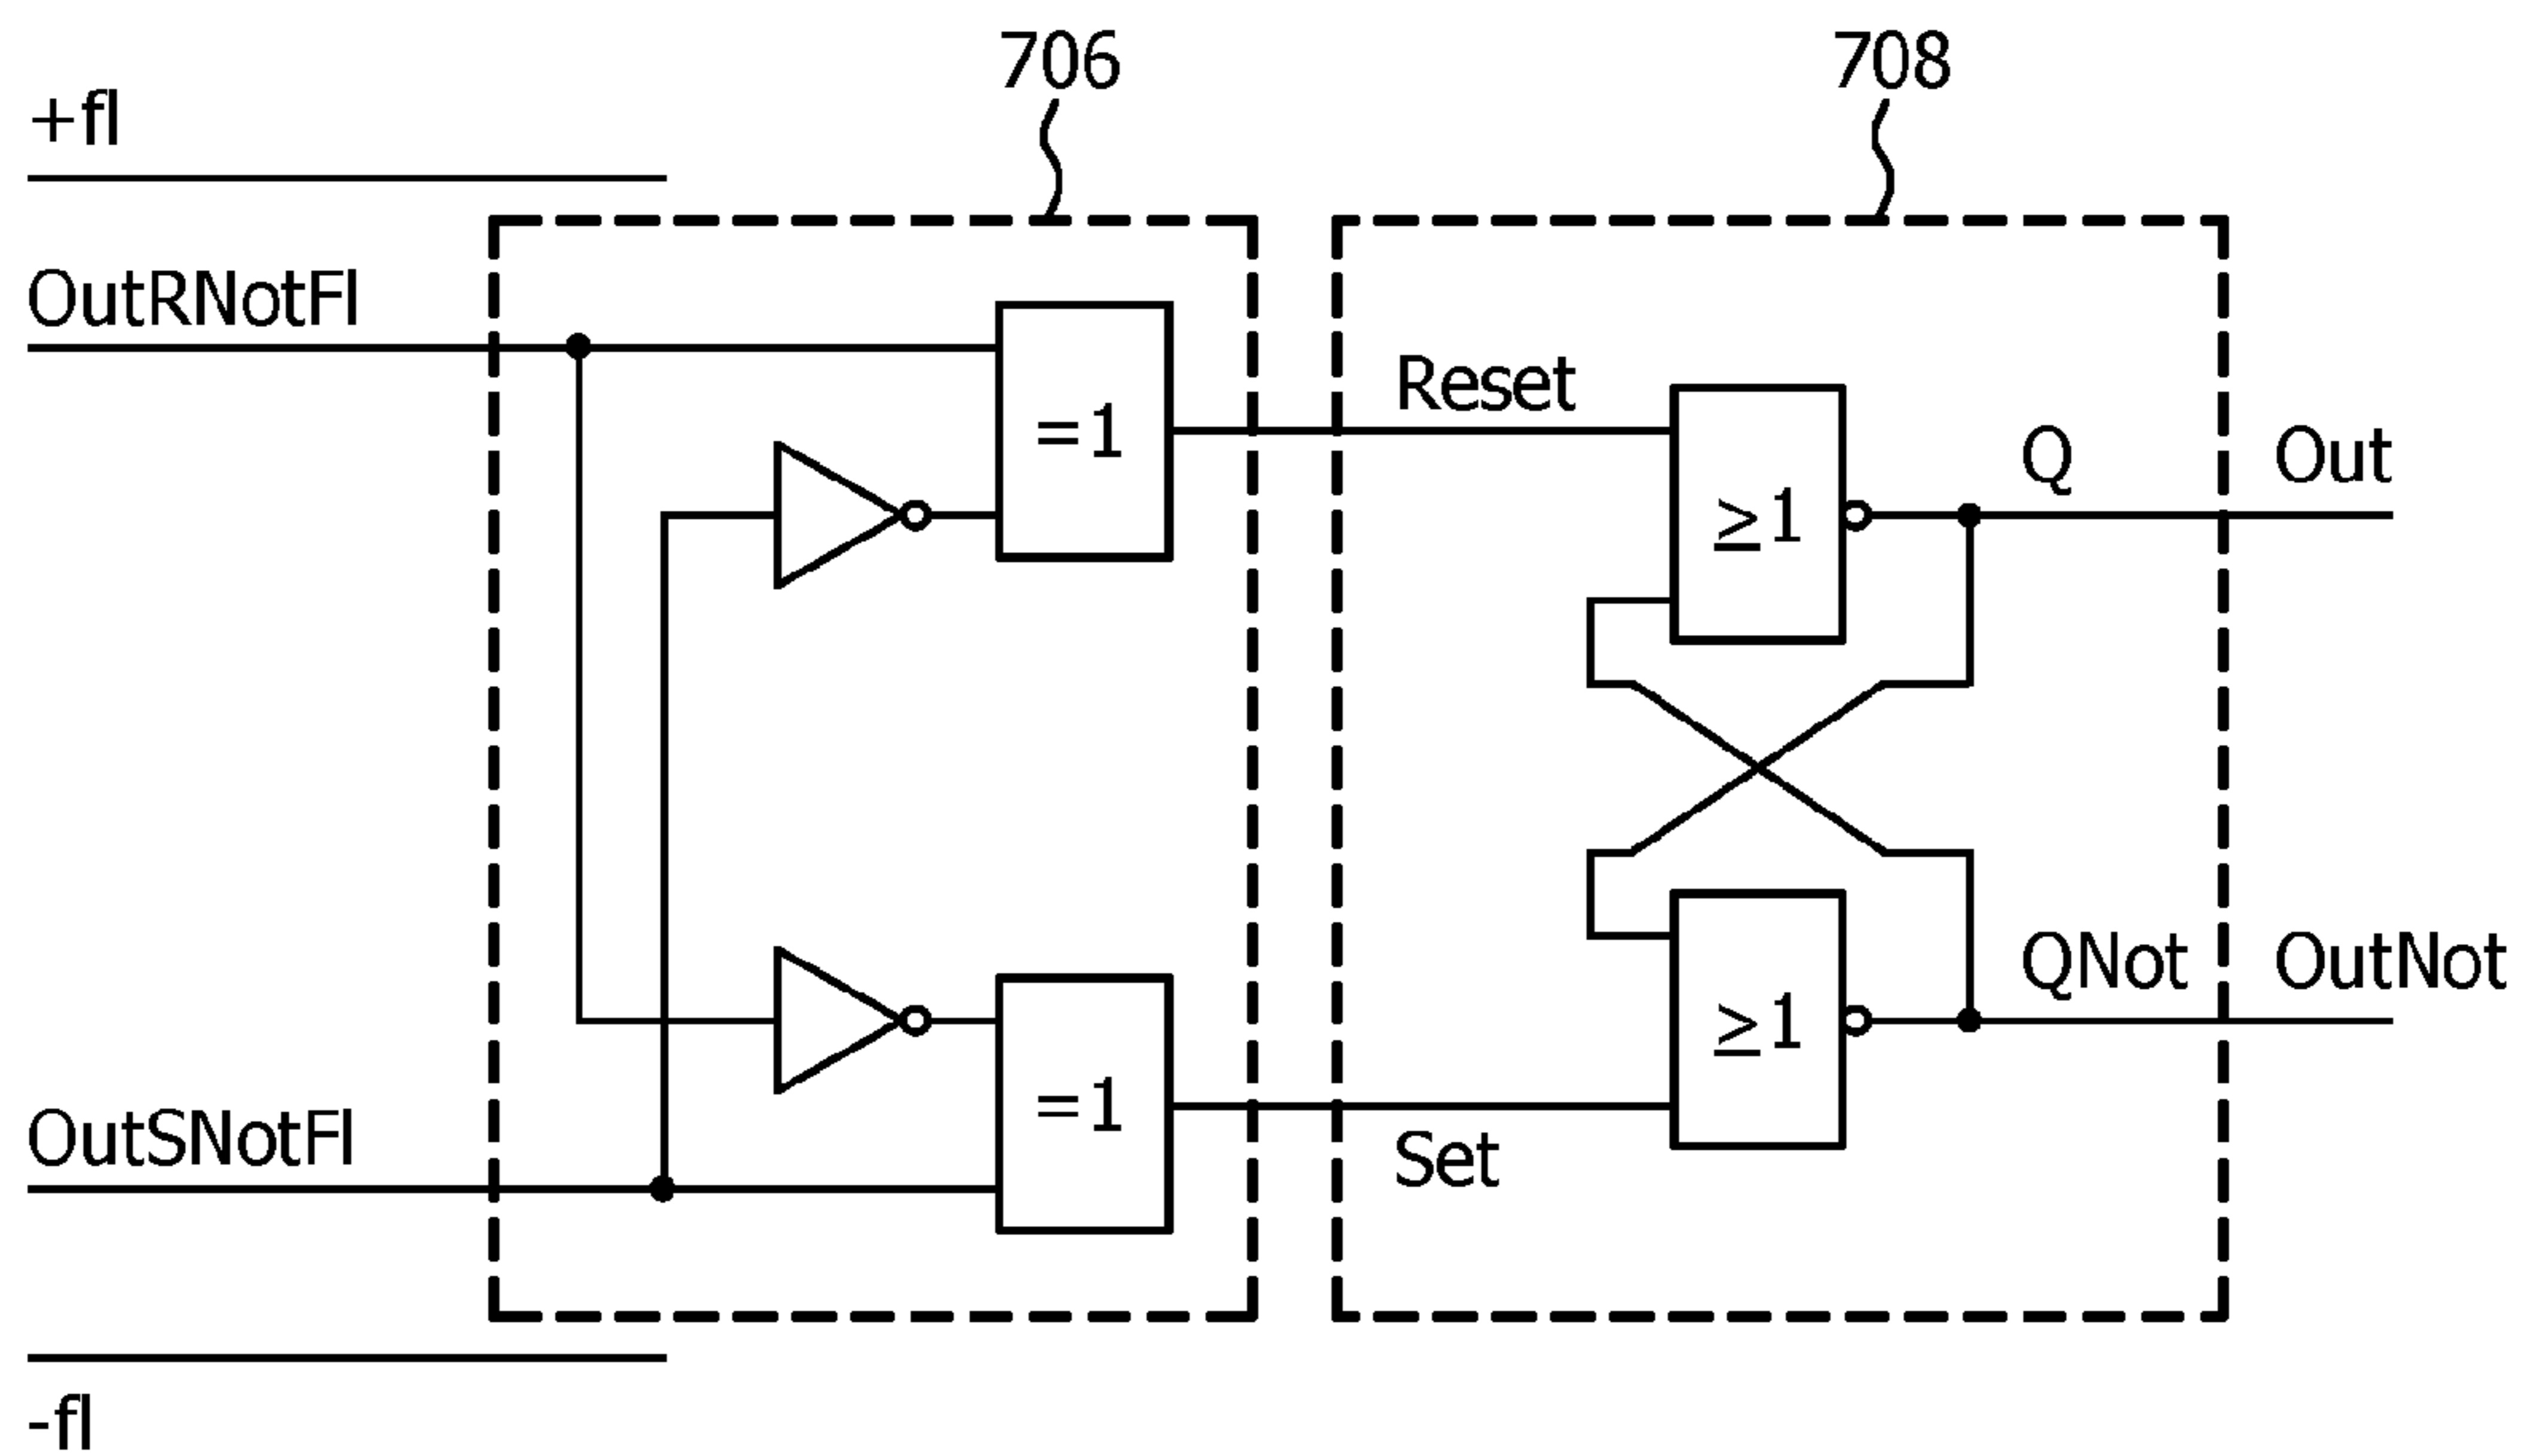 706
708
+fl
OutRNotFl
=1
Reset
≥1
Q
Out
=1
≥1
QNot
OutNot
OutSNotFl
Set
-fl